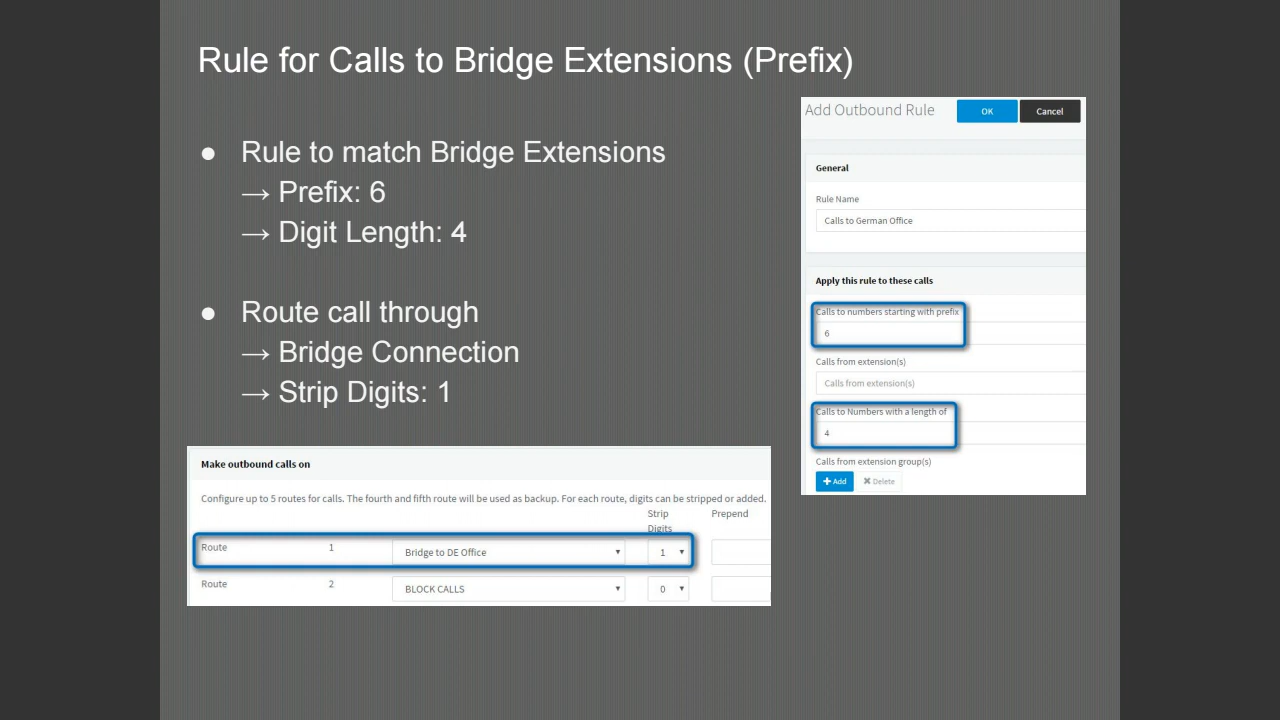 Rule for Calls to Bridge Extensions (Prefix)
● Rule to match Bridge Extensions
→ Prefix: 6
→ Digit Length: 4
● Route call through
→ Bridge Connection
→ Strip Digits: 1
Add Outbound Rule
OK
Cancel
General
Rule Name
Calls to German Office
Apply this rule to these calls
Calls to numbers starting with prefix
6
Calls from extension(s)
Calls from extension(s)
Calls to Numbers with a length of
4
Calls from extension group(s)
+ Add
✖ Delete
Make outbound calls on
Configure up to 5 routes for calls. The fourth and fifth route will be used as backup. For each route, digits can be stripped or added.
Strip Digits
Prepend
Route 1 Bridge to DE Office 1
Route 2 BLOCK CALLS 0